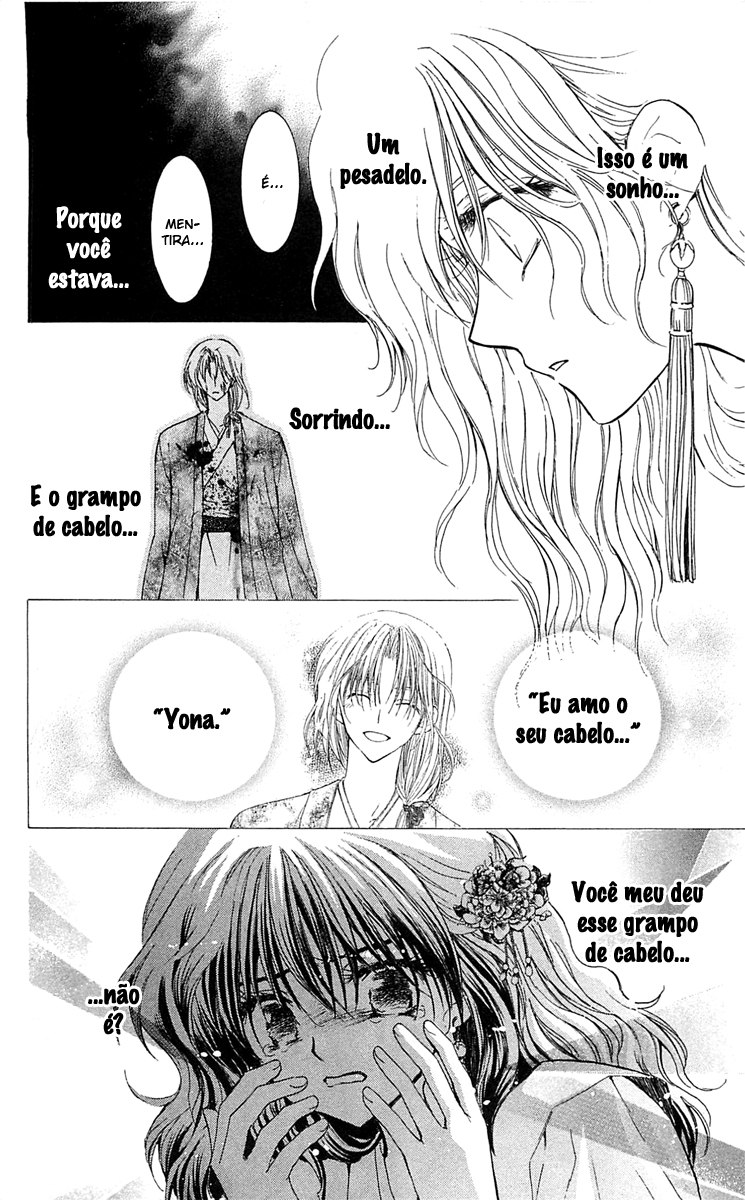 Isso é um
sonho...
Um
pesadelo.
É...
MEN-
TIRA...
Porque
você
estava...
Sorrindo...
E o grampo
de cabelo...
"Eu amo o
seu cabelo..."
"Yona."
Você meu deu
esse grampo
de cabelo...
...não
é?